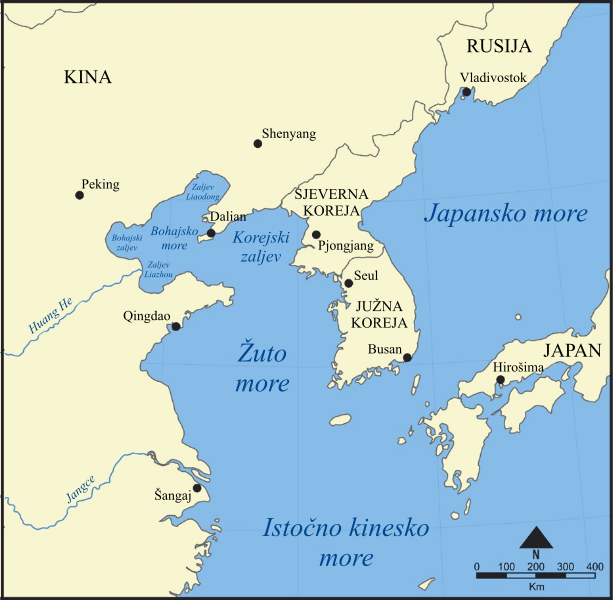 RUSIJA
KINA
Vladivostok
Shenyang
Peking
Zaljev
Liaodong
SJEVERNA
KOREJA
Daljan
Japansko more
Bohajsko
more
Bohajski
zaljev
Korejski
zaljev
Pjongjang
Zaljev
Liazhou
Seul
Huang He
JUŽNA
KOREJA
Qingdao
Busan
JAPAN
Žuto
more
Hirošima
Jangce
Šangaj
Istočno kinesko
more
N
0 100 200 300 400
Km